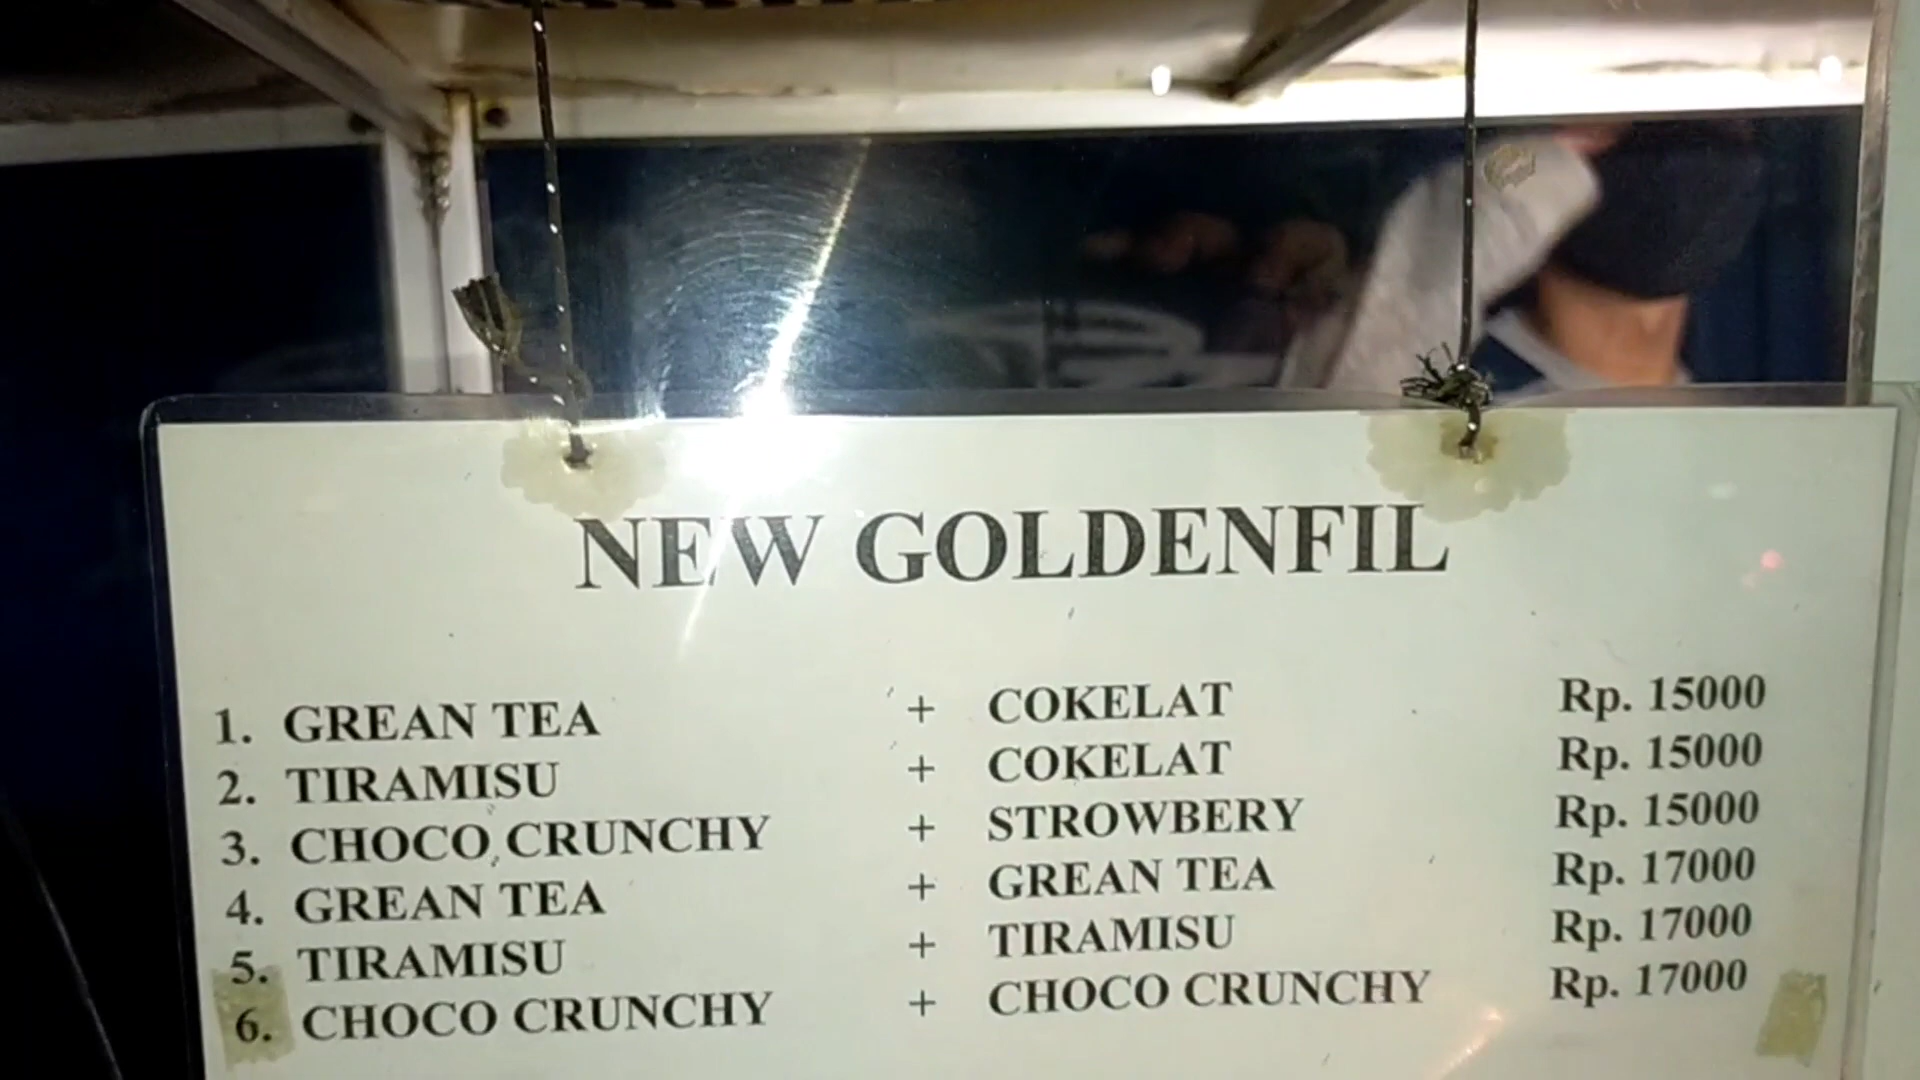 NEW GOLDENFIL
1. GREAN TEA + COKELAT Rp. 15000
2. TIRAMISU + COKELAT Rp. 15000
3. CHOCO CRUNCHY + STROWBERY Rp. 15000
4. GREAN TEA + GREAN TEA Rp. 17000
5. TIRAMISU + TIRAMISU Rp. 17000
6. CHOCO CRUNCHY + CHOCO CRUNCHY Rp. 17000